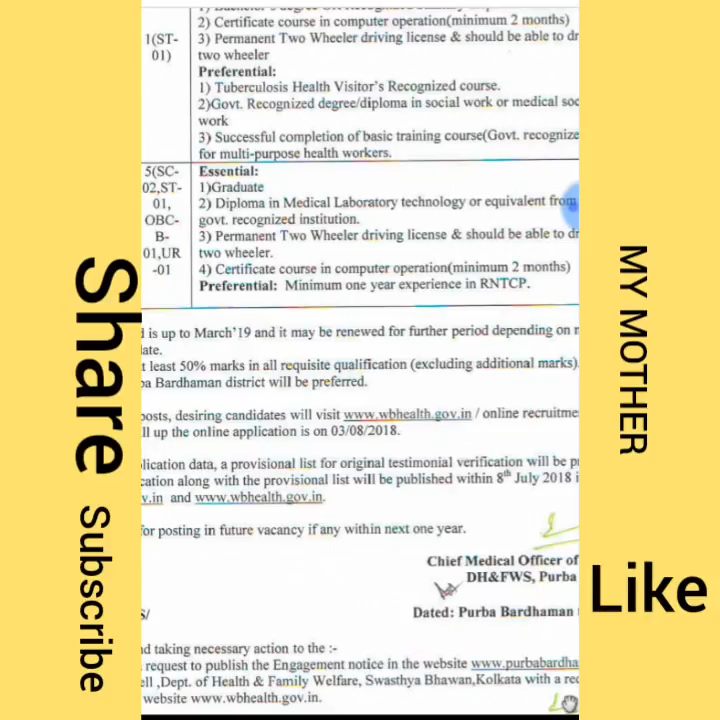 2) Certificate course in computer operation(minimum 2 months)
1(ST- 3) Permanent Two Wheeler driving license & should be able to dr
01) two wheeler
Preferential:
1) Tuberculosis Health Visitor's Recognized course.
2)Govt. Recognized degree/diploma in social work or medical soc
work
3) Successful completion of basic training course(Govt. recognize
for multi-purpose health workers.
5(SC- Essential:
02,ST- 1)Graduate
01, 2) Diploma in Medical Laboratory technology or equivalent from
OBC- govt. recognized institution.
B- 3) Permanent Two Wheeler driving license & should be able to dr
01,UR two wheeler.
-01 4) Certificate course in computer operation(minimum 2 months)
Preferential: Minimum one year experience in RNTCP.
d is up to March'19 and it may be renewed for further period depending on
ate.
t least 50% marks in all requisite qualification (excluding additional marks).
ba Bardhaman district will be preferred.
posts, desiring candidates will visit www.wbhealth.gov.in / online recruitme
ll up the online application is on 03/08/2018.
lication data, a provisional list for original testimonial verification will be p
cation along with the provisional list will be published within 8th July 2018 i
v.in and www.wbhealth.gov.in.
for posting in future vacancy if any within next one year.
Chief Medical Officer of
DH&FWS, Purba
S/
Dated: Purba Bardhaman
nd taking necessary action to the :-
request to publish the Engagement notice in the website www.purbabardha
ell ,Dept. of Health & Family Welfare, Swasthya Bhawan,Kolkata with a rec
website www.wbhealth.gov.in.
Share
Subscribe
MY MOTHER
Like